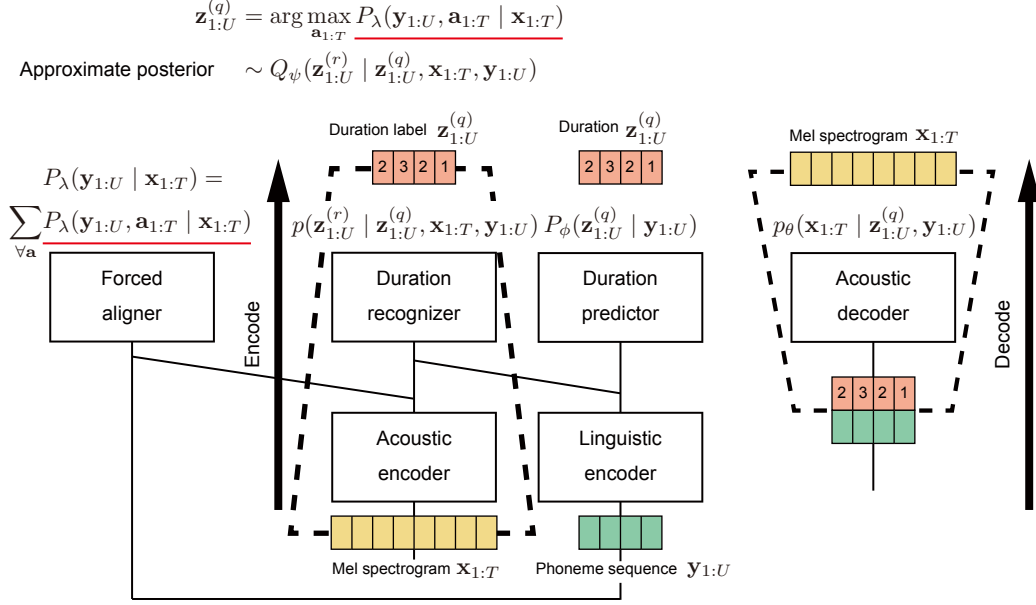 z_{1:U}^{(q)} = arg max_{a_{1:T}} P_λ(y_{1:U}, a_{1:T} | x_{1:T})
Approximate posterior ∼ Q_ψ(z_{1:U}^{(r)} | z_{1:U}^{(q)}, x_{1:T}, y_{1:U})
Duration label z_{1:U}^{(q)}
2 3 2 1
Duration z_{1:U}^{(q)}
2 3 2 1
Mel spectrogram x_{1:T}
P_λ(y_{1:U} | x_{1:T}) =
∑_{∀a} P_λ(y_{1:U}, a_{1:T} | x_{1:T})
p(z_{1:U}^{(r)} | z_{1:U}^{(q)}, x_{1:T}, y_{1:U})
P_ϕ(z_{1:U}^{(q)} | y_{1:U})
p_θ(x_{1:T} | z_{1:U}^{(q)}, y_{1:U})
Forced
aligner
Encode
Duration
recognizer
Duration
predictor
Acoustic
decoder
Decode
2 3 2 1
Acoustic
encoder
Linguistic
encoder
Mel spectrogram x_{1:T}
Phoneme sequence y_{1:U}